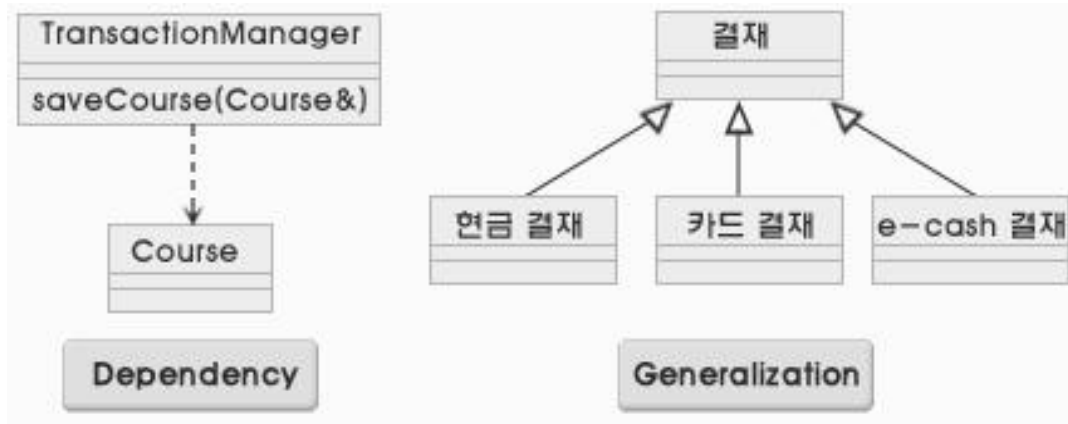 TransactionManager
saveCourse(Course&)
Course
Dependency
결재
현금 결재
카드 결재
e-cash 결재
Generalization